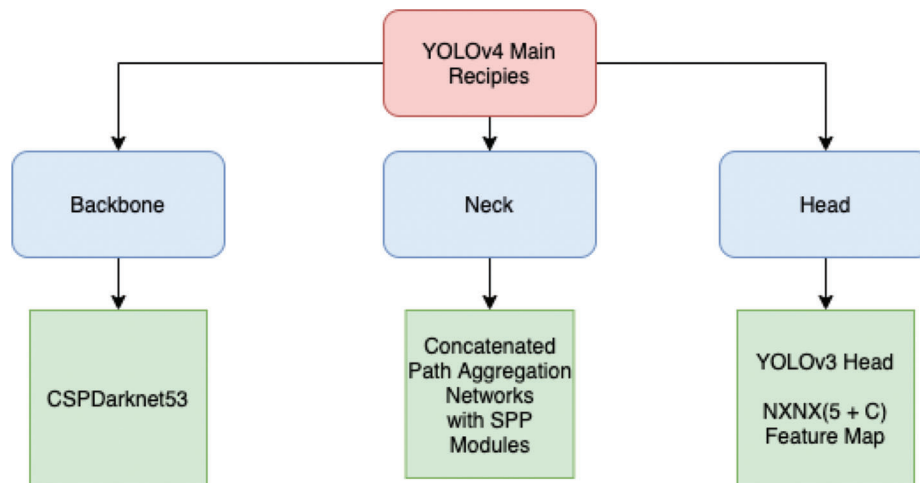 YOLOv4 Main
Recipies
Backbone
Neck
Head
CSPDarknet53
Concatenated
Path Aggregation
Networks
with SPP
Modules
YOLOv3 Head
NXNX(5 + C)
Feature Map